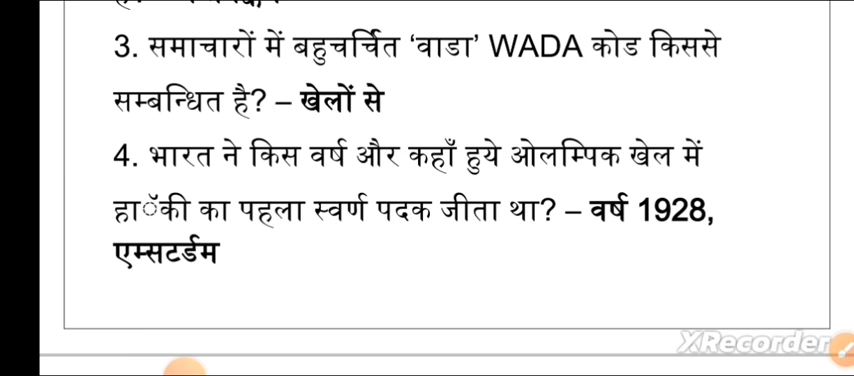 3. समाचारों में बहुचर्चित ‘वाडा’ WADA कोड किससे
सम्बन्धित है? – खेलों से
4. भारत ने किस वर्ष और कहाँ हुये ओलम्पिक खेल में
हाॅकी का पहला स्वर्ण पदक जीता था? – वर्ष 1928,
एम्सटर्डम
XRecorder